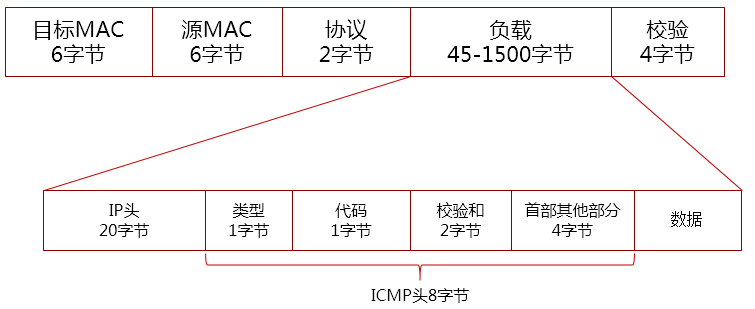 目标MAC
6字节
源MAC
6字节
协议
2字节
负载
45-1500字节
校验
4字节
IP头
20字节
类型
1字节
代码
1字节
校验和
2字节
首部其他部分
4字节
数据
ICMP头8字节